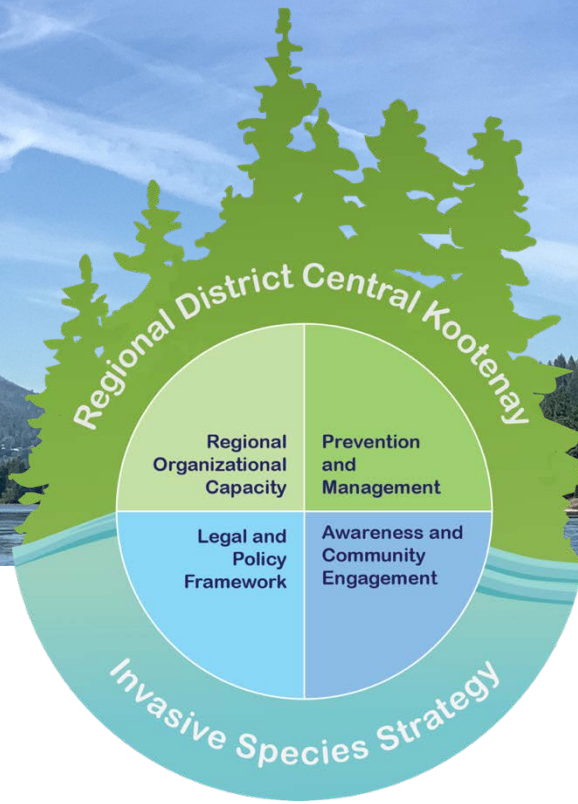 Regional District Central Kootenay
Regional
Organizational
Capacity
Prevention
and
Management
Legal and
Policy
Framework
Awareness and
Community
Engagement
Invasive Species Strategy